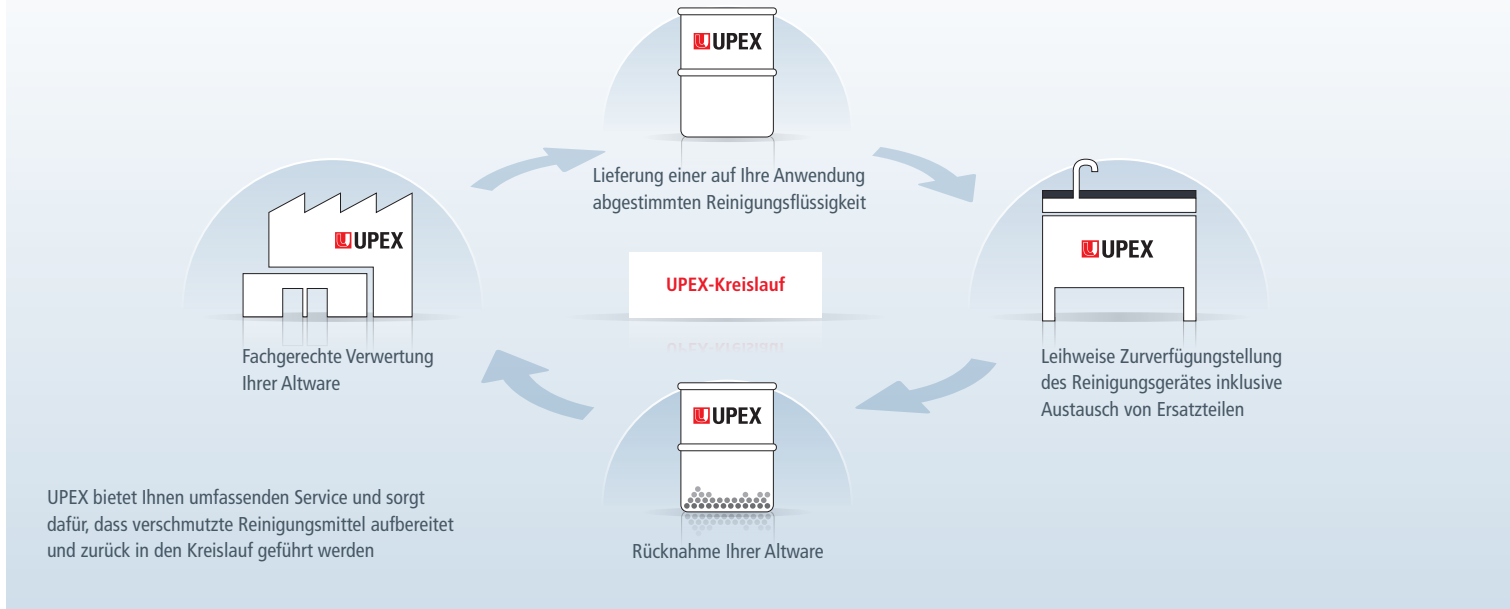 UPEX
Lieferung einer auf Ihre Anwendung
abgestimmten Reinigungsflüssigkeit
UPEX
Leihweise Zurverfügungstellung
des Reinigungsgerätes inklusive
Austausch von Ersatzteilen
UPEX
Rücknahme Ihrer Altware
UPEX
Fachgerechte Verwertung
Ihrer Altware
UPEX-Kreislauf
UPEX bietet Ihnen umfassenden Service und sorgt
dafür, dass verschmutzte Reinigungsmittel aufbereitet
und zurück in den Kreislauf geführt werden